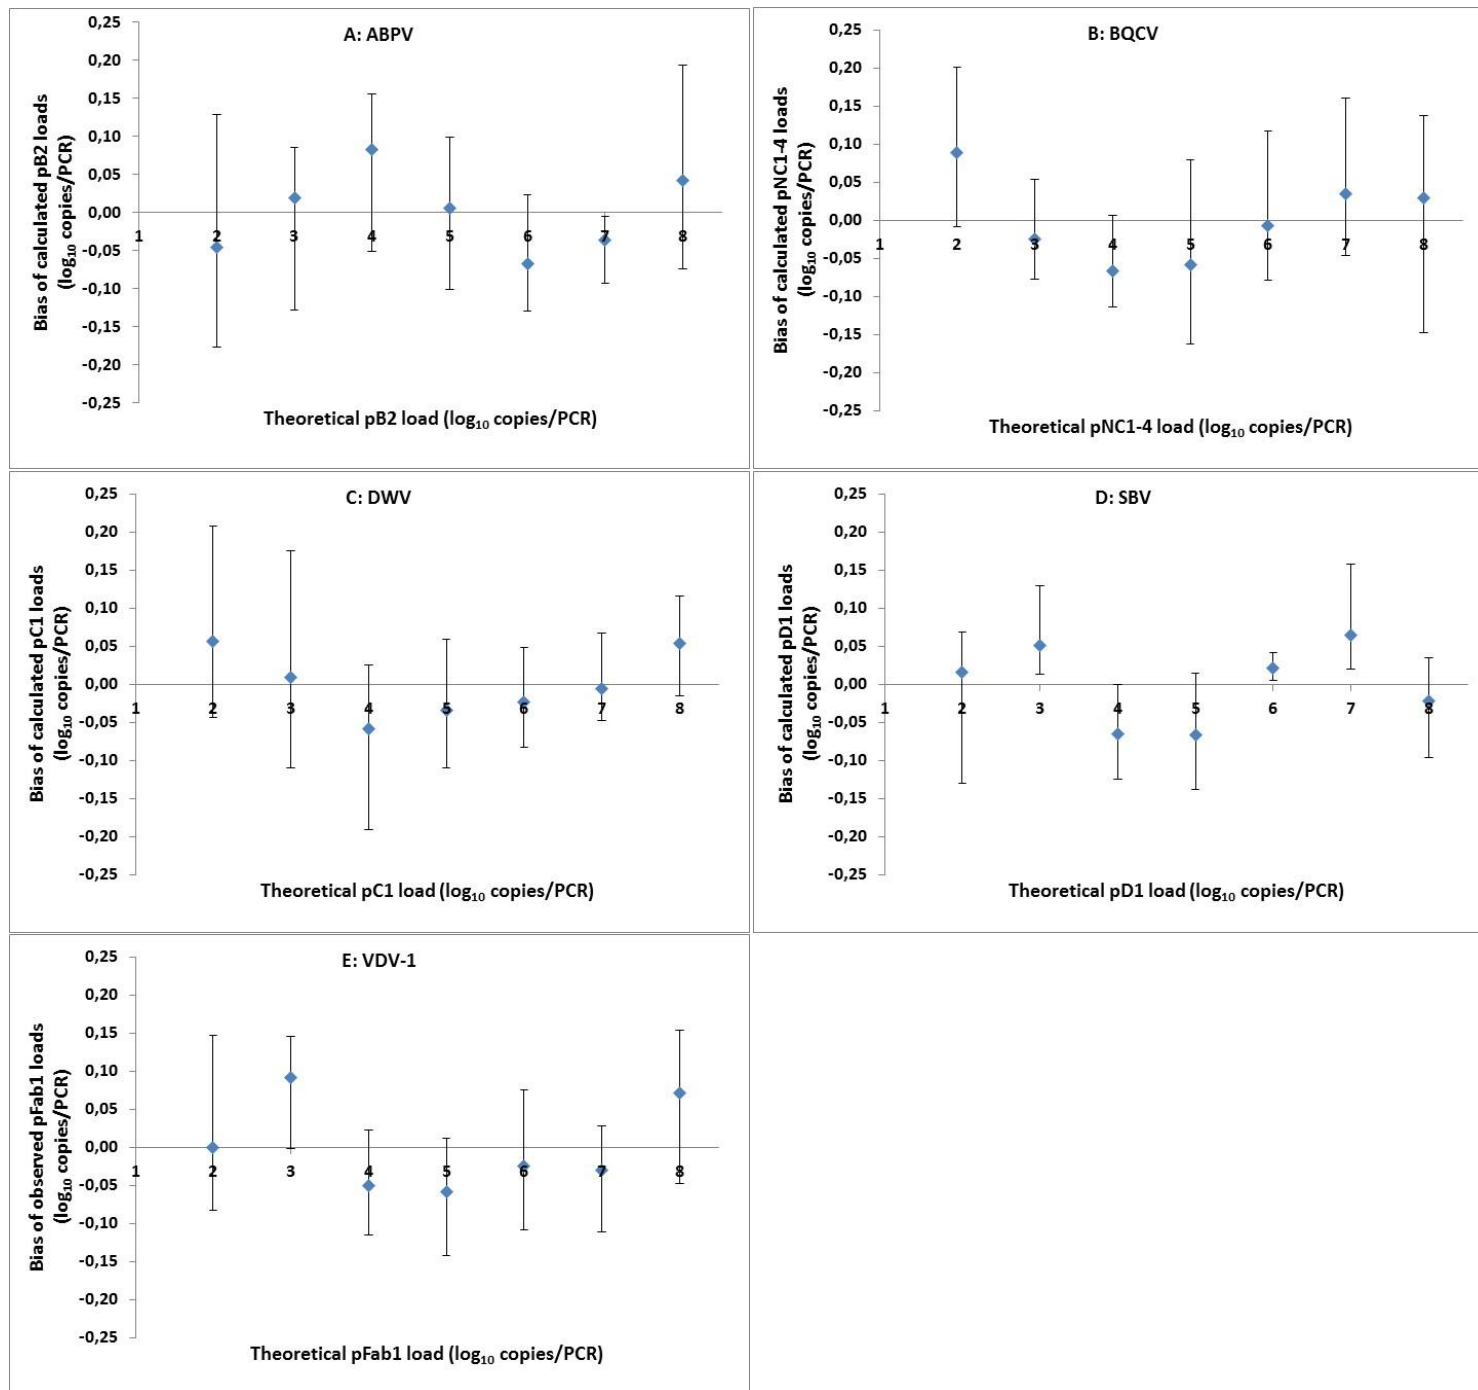 A: ABPV
0,25
0,20
0,15
0,10
0,05
0,00
-0,05
-0,10
-0,15
-0,20
-0,25
1 2 3 4 5 6 7 8
Bias of calculated pB2 loads
(log10 copies/PCR)
Theoretical pB2 load (log10 copies/PCR)
B: BQCV
0,25
0,20
0,15
0,10
0,05
0,00
-0,05
-0,10
-0,15
-0,20
-0,25
1 2 3 4 5 6 7 8
Bias of calculated pNC1-4 loads
(log10 copies/PCR)
Theoretical pNC1-4 load (log10 copies/PCR)
C: DWV
0,25
0,20
0,15
0,10
0,05
0,00
-0,05
-0,10
-0,15
-0,20
-0,25
1 2 3 4 5 6 7 8
Bias of calculated pC1 loads
(log10 copies/PCR)
Theoretical pC1 load (log10 copies/PCR)
D: SBV
0,25
0,20
0,15
0,10
0,05
0,00
-0,05
-0,10
-0,15
-0,20
-0,25
1 2 3 4 5 6 7 8
Bias of calculated pD1 loads
(log10 copies/PCR)
Theoretical pD1 load (log10 copies/PCR)
E: VDV-1
0,25
0,20
0,15
0,10
0,05
0,00
-0,05
-0,10
-0,15
-0,20
-0,25
1 2 3 4 5 6 7 8
Bias of observed pFab1 loads
(log10 copies/PCR)
Theoretical pFab1 load (log10 copies/PCR)